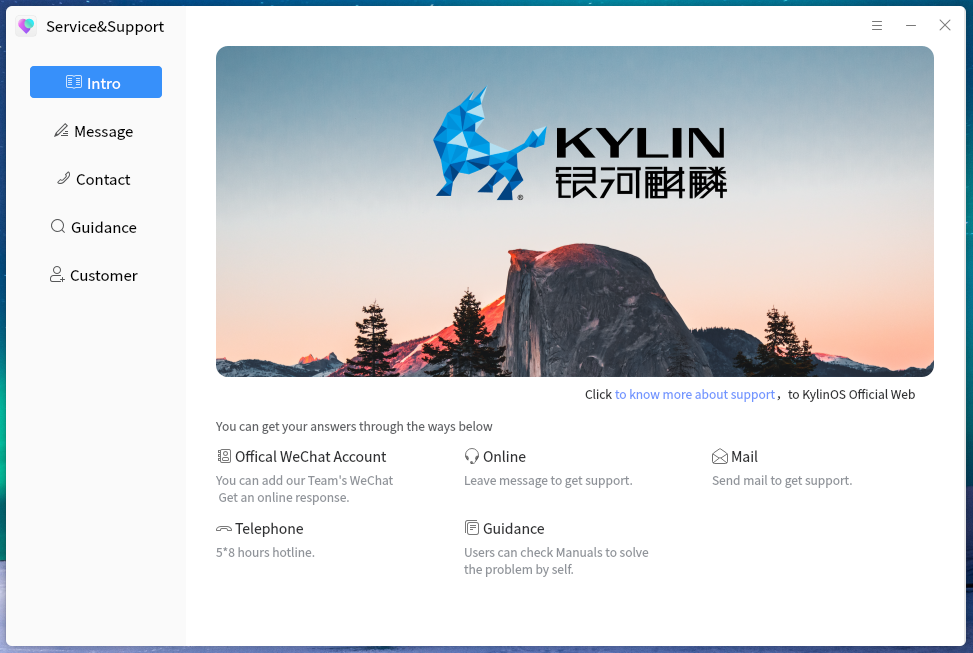 Service&Support
Intro
Message
Contact
Guidance
Customer
KYLIN
银河麒麟
®
Click to know more about support，to KylinOS Official Web
You can get your answers through the ways below
Offical WeChat Account
You can add our Team's WeChat
Get an online response.
Online
Leave message to get support.
Mail
Send mail to get support.
Telephone
5*8 hours hotline.
Guidance
Users can check Manuals to solve
the problem by self.